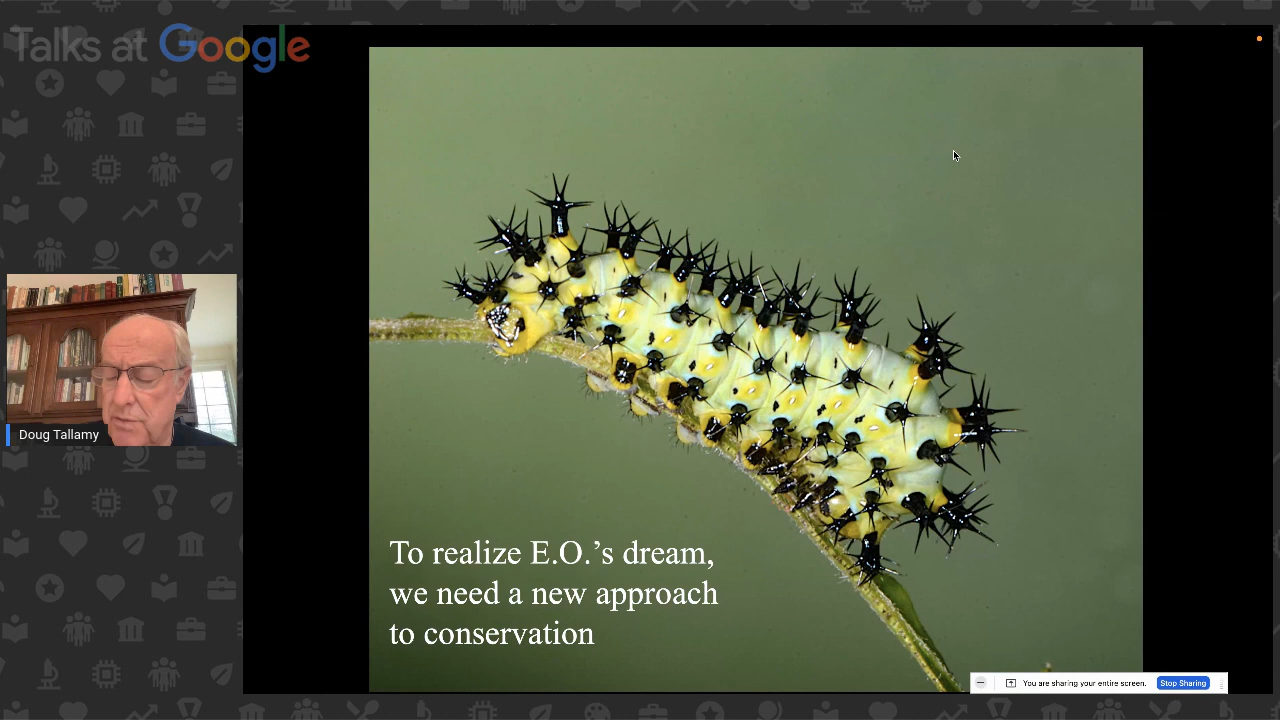 Talks at Google
Doug Tallamy
To realize E.O.’s dream,
we need a new approach
to conservation
You are sharing your entire screen.
Stop Sharing